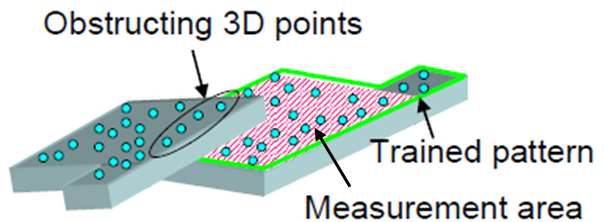 Obstructing 3D points
Trained pattern
Measurement area